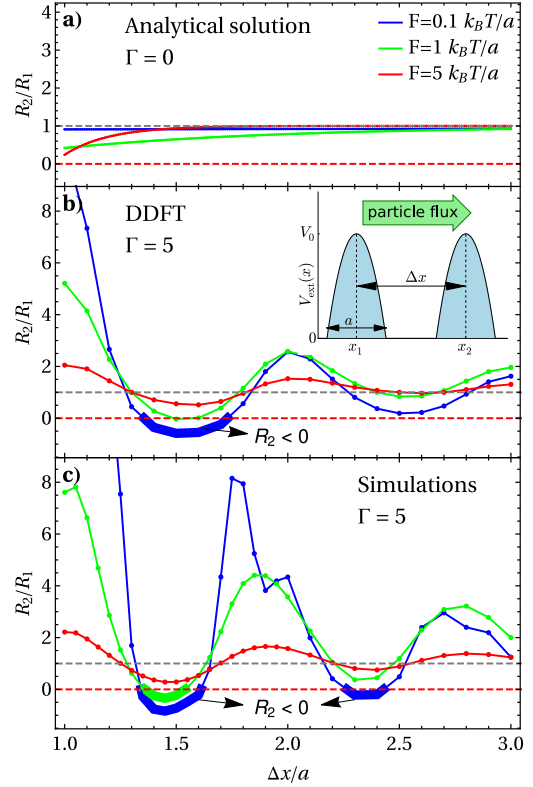 a) Analytical solution
Γ = 0
F=0.1 k_BT/a
F=1 k_BT/a
F=5 k_BT/a
R_2/R_1
4
3
2
1
0
b) DDFT
Γ = 5
particle flux
V_0
V_ext(x)
Δx
a
0
x_1
x_2
R_2/R_1
8
6
4
2
1
0
R_2 < 0
c) Simulations
Γ = 5
R_2/R_1
8
6
4
2
1
0
R_2 < 0
1.0 1.5 2.0 2.5 3.0
Δx/a